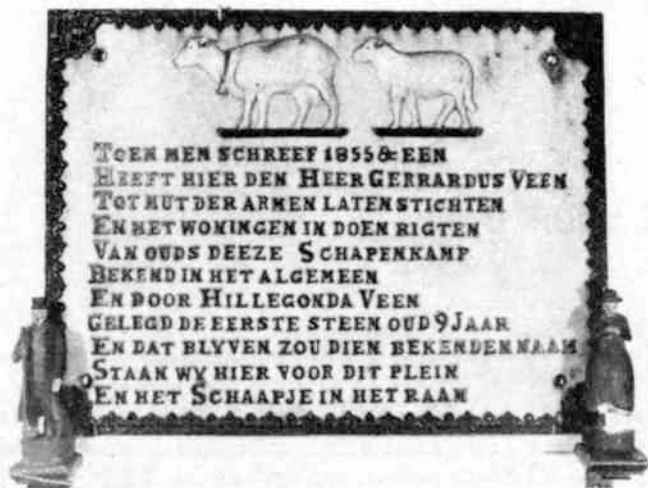 TOEN MEN SCHREEF 1855 & EEN
HEEFT HIER DEN HEER GERRARDUS VEEN
TOT NUT DER ARMEN LATEN STICHTEN
EN MET WONINGEN IN DOEN RIGTEN
VAN OUDS DEEZE SCHAPENKAMP
BEKEND IN HET ALGEMEEN
EN DOOR HILLEGONDA VEEN
GELEGD DE EERSTE STEEN OUD 9 JAAR
EN DAT BLYVEN ZOU DIEN BEKENDEN NAAM
STAAN WY HIER VOOR DIT PLEIN
EN HET SCHAAPJE IN HET RAAM